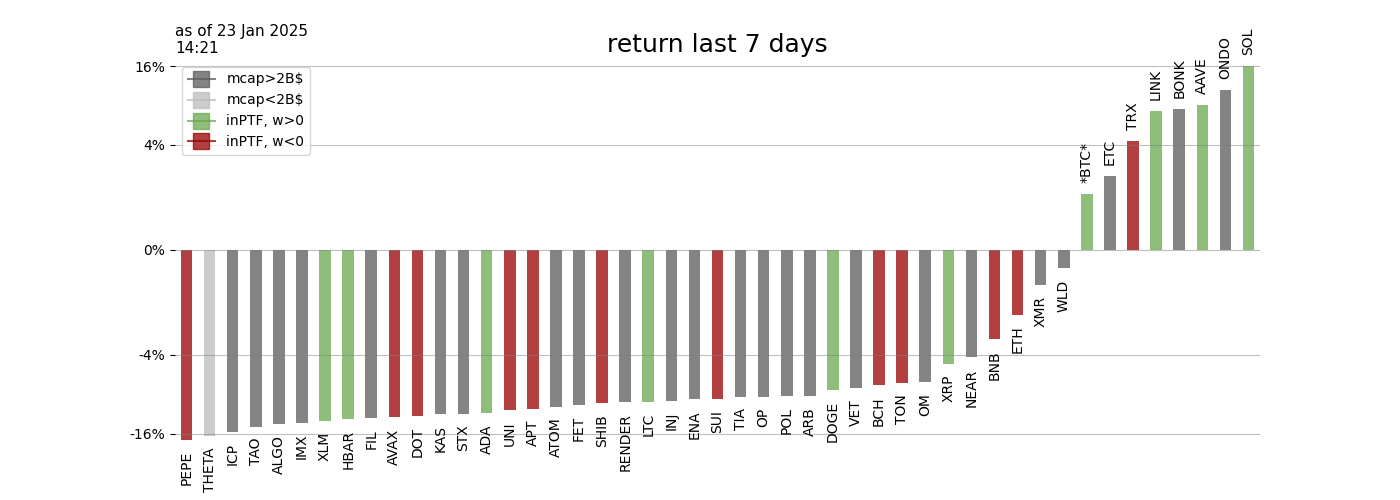 as of 23 Jan 2025
14:21
return last 7 days
16%
4%
0%
-4%
-16%
mcap>2B$
mcap<2B$
inPTF, w>0
inPTF, w<0
PEPE
THETA
ICP
TAO
ALGO
IMX
XLM
HBAR
FIL
AVAX
DOT
KAS
STX
ADA
UNI
APT
ATOM
FET
SHIB
RENDER
LTC
INJ
ENA
SUI
TIA
OP
POL
ARB
DOGE
VET
BCH
TON
OM
XRP
NEAR
BNB
ETH
XMR
WLD
*BTC*
ETC
TRX
LINK
BONK
AAVE
ONDO
SOL